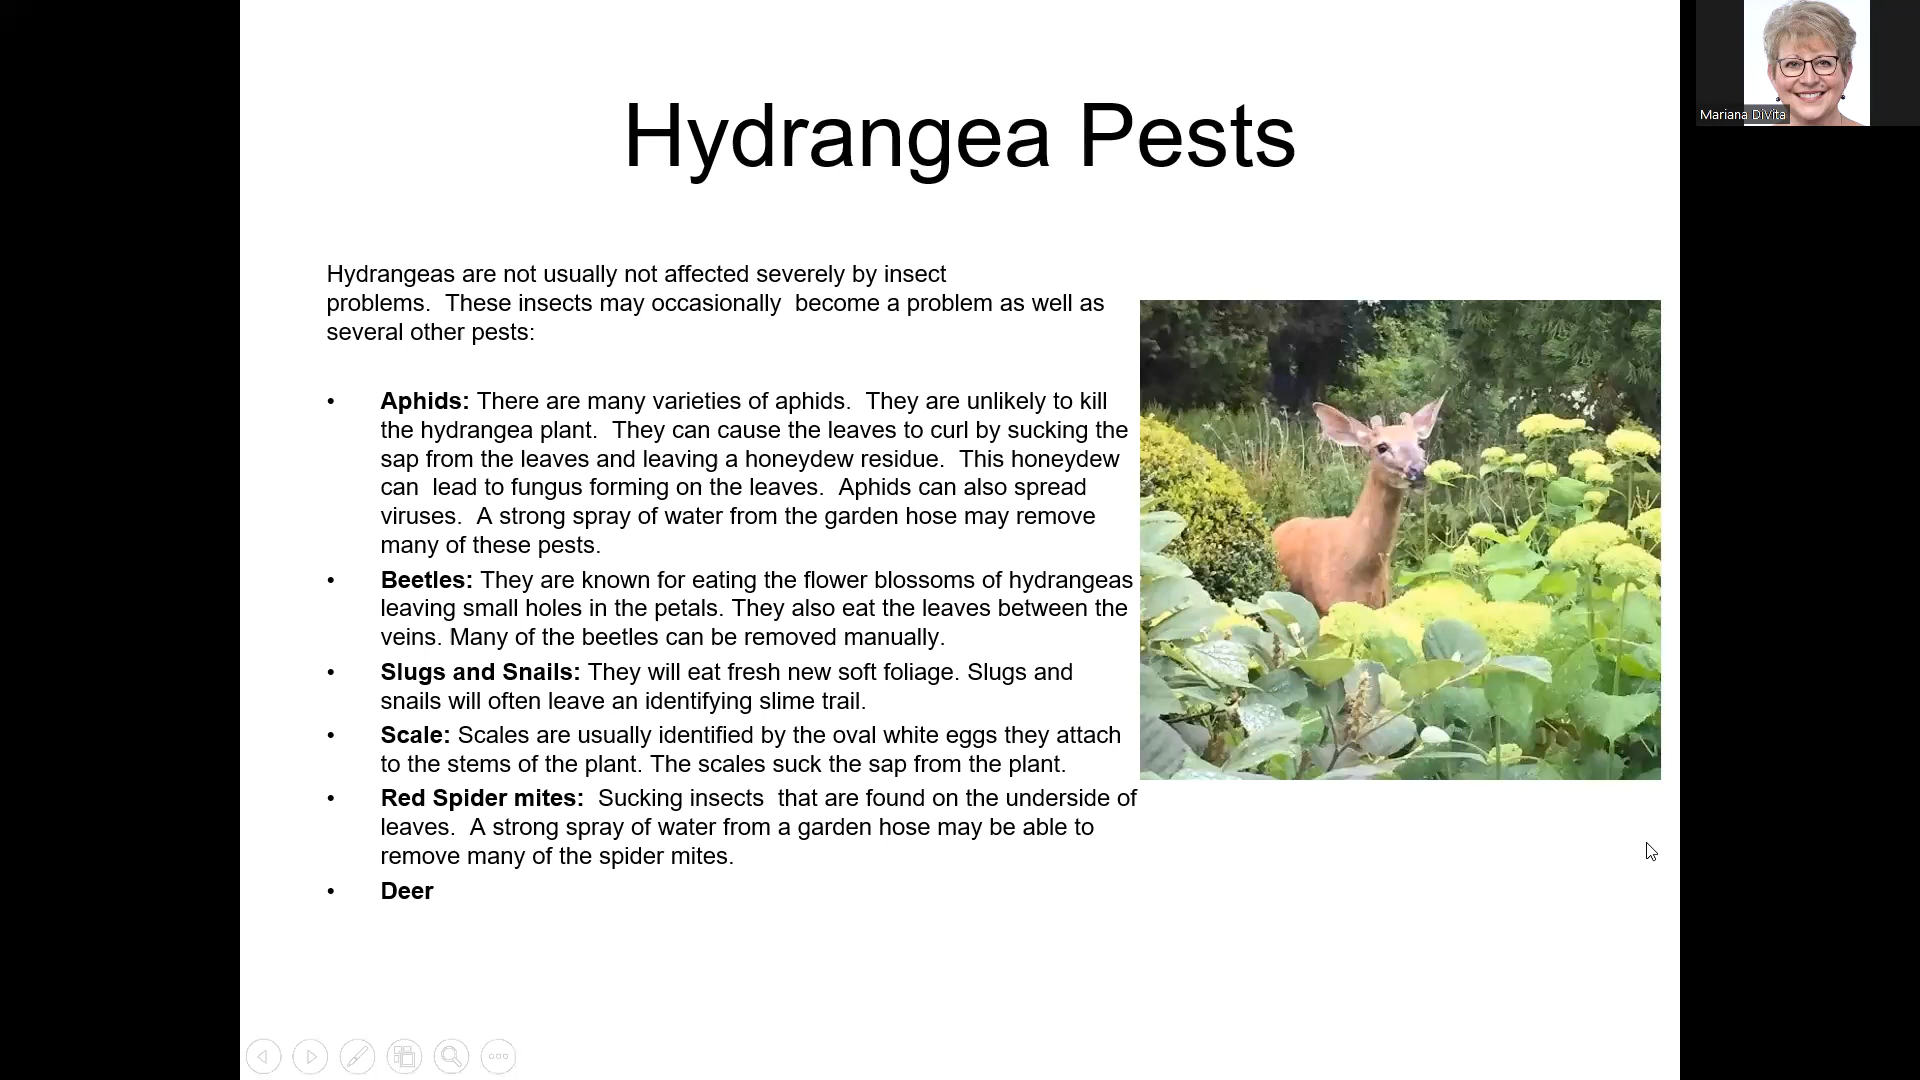 Hydrangea Pests
Mariana DiVita
Hydrangeas are not usually not affected severely by insect
problems.  These insects may occasionally  become a problem as well as
several other pests:
• Aphids: There are many varieties of aphids.  They are unlikely to kill
the hydrangea plant.  They can cause the leaves to curl by sucking the
sap from the leaves and leaving a honeydew residue.  This honeydew
can  lead to fungus forming on the leaves.  Aphids can also spread
viruses.  A strong spray of water from the garden hose may remove
many of these pests.
• Beetles: They are known for eating the flower blossoms of hydrangeas
leaving small holes in the petals. They also eat the leaves between the
veins. Many of the beetles can be removed manually.
• Slugs and Snails: They will eat fresh new soft foliage. Slugs and
snails will often leave an identifying slime trail.
• Scale: Scales are usually identified by the oval white eggs they attach
to the stems of the plant. The scales suck the sap from the plant.
• Red Spider mites:  Sucking insects  that are found on the underside of
leaves.  A strong spray of water from a garden hose may be able to
remove many of the spider mites.
• Deer